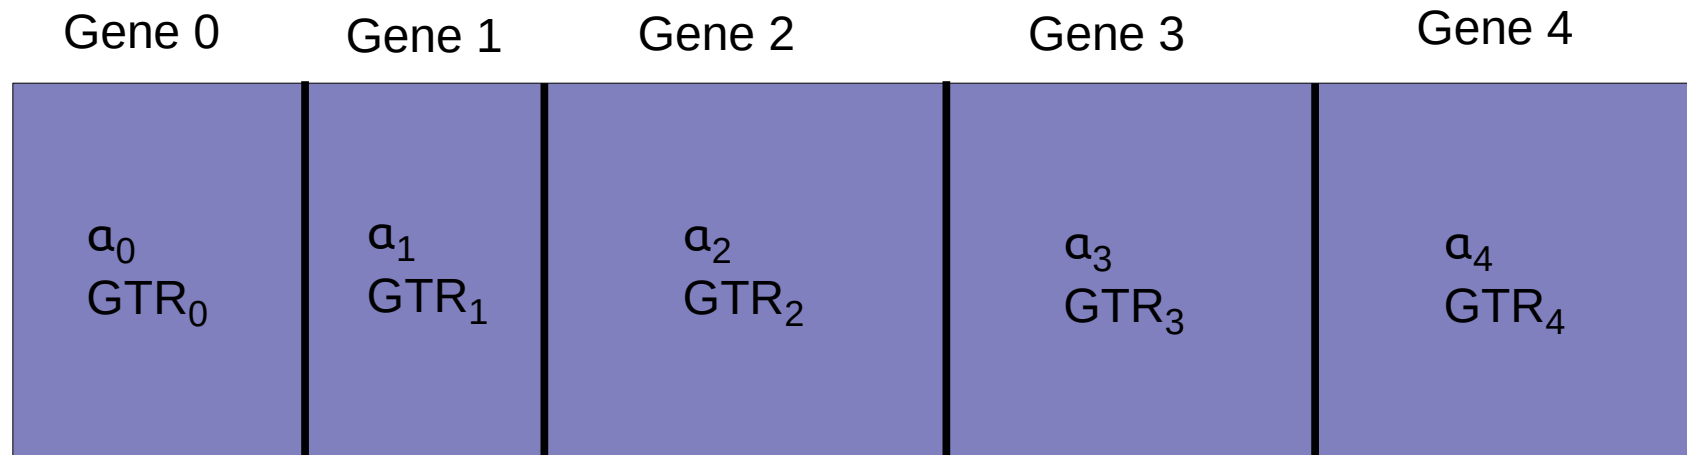 Gene 0 Gene 1 Gene 2 Gene 3 Gene 4
α₀ α₁ α₂ α₃ α₄
GTR₀ GTR₁ GTR₂ GTR₃ GTR₄